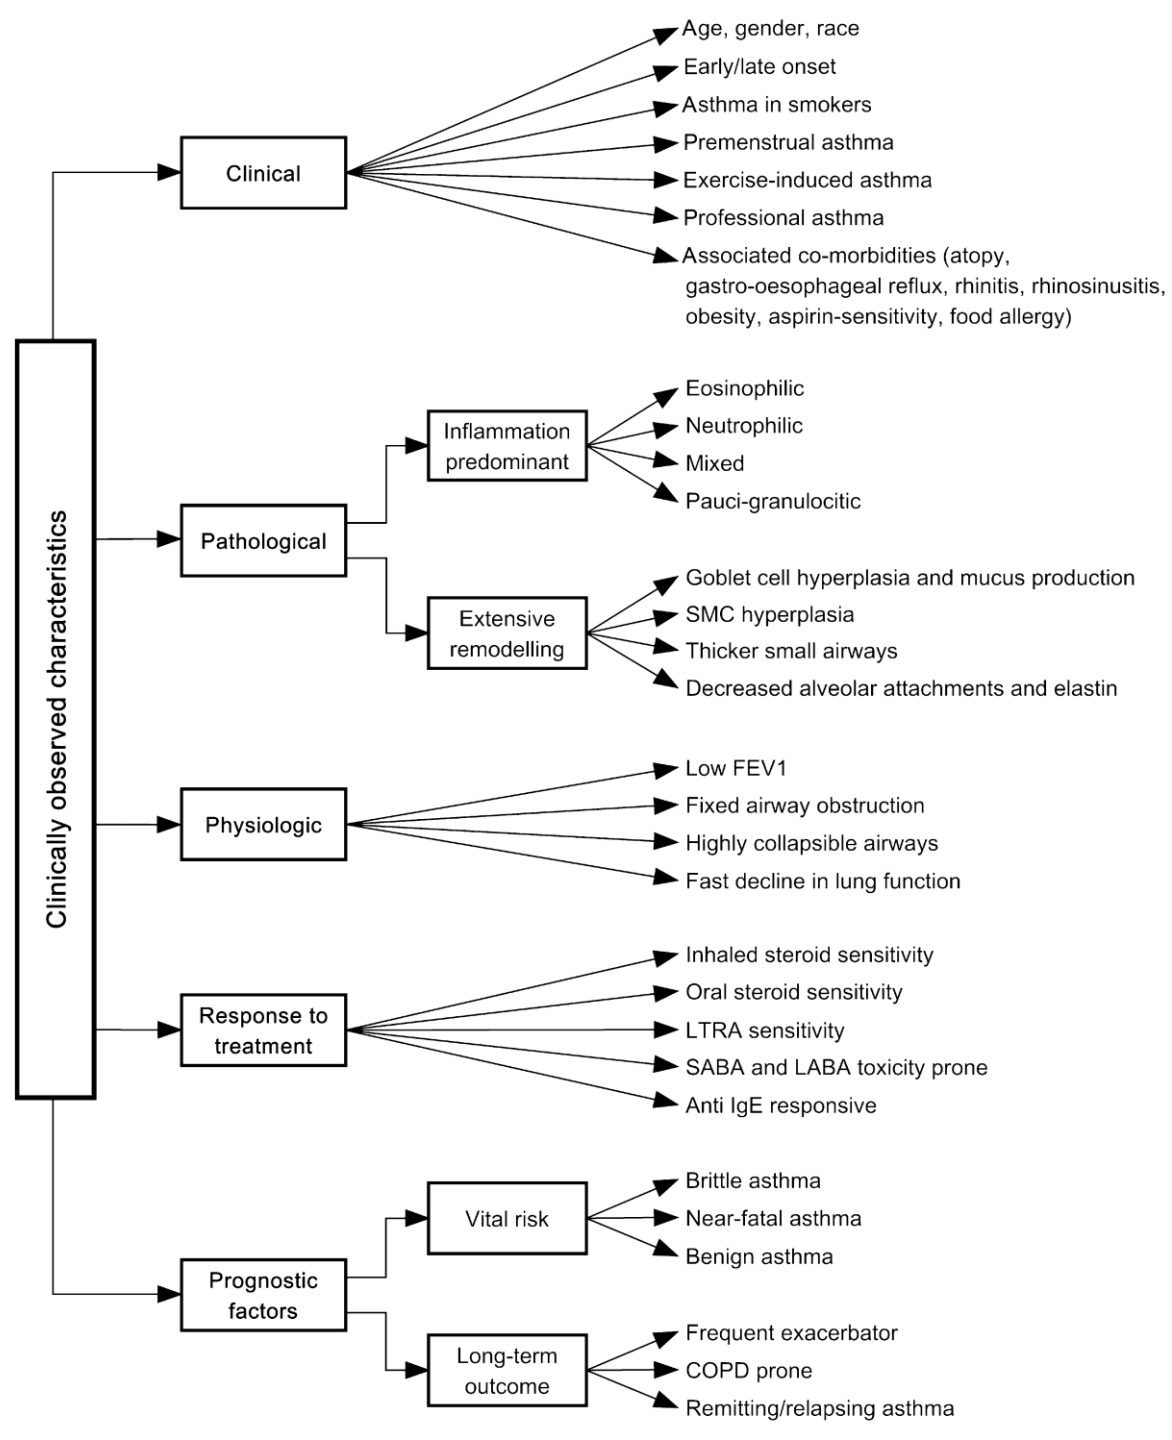 Clinically observed characteristics
Clinical
Age, gender, race
Early/late onset
Asthma in smokers
Premenstrual asthma
Exercise-induced asthma
Professional asthma
Associated co-morbidities (atopy,
gastro-oesophageal reflux, rhinitis, rhinosinusitis,
obesity, aspirin-sensitivity, food allergy)
Pathological
Inflammation
predominant
Eosinophilic
Neutrophilic
Mixed
Pauci-granulocitic
Extensive
remodelling
Goblet cell hyperplasia and mucus production
SMC hyperplasia
Thicker small airways
Decreased alveolar attachments and elastin
Physiologic
Low FEV1
Fixed airway obstruction
Highly collapsible airways
Fast decline in lung function
Response to
treatment
Inhaled steroid sensitivity
Oral steroid sensitivity
LTRA sensitivity
SABA and LABA toxicity prone
Anti IgE responsive
Prognostic
factors
Vital risk
Brittle asthma
Near-fatal asthma
Benign asthma
Long-term
outcome
Frequent exacerbator
COPD prone
Remitting/relapsing asthma